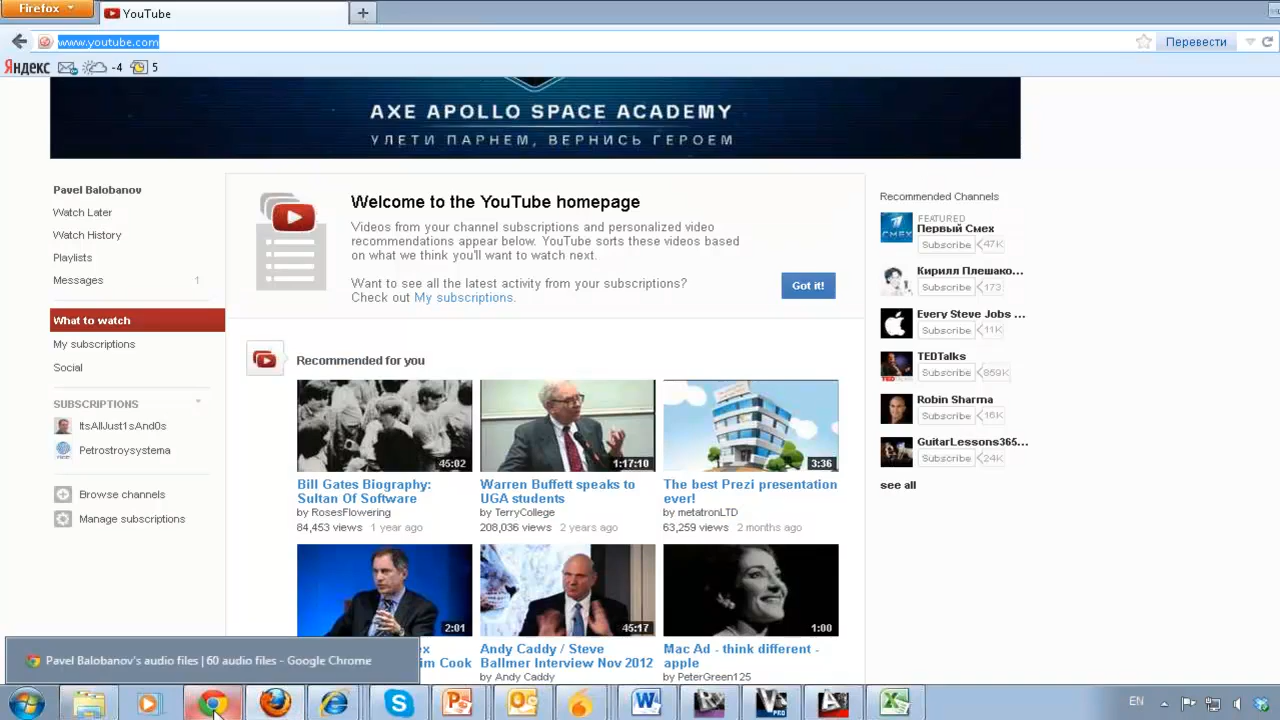 Firefox
YouTube
www.youtube.com
Перевести
Яндекс
-4
5
AXE APOLLO SPACE ACADEMY
УЛЕТИ ПАРНЕМ, ВЕРНИСЬ ГЕРОЕМ
Pavel Balobanov
Watch Later
Watch History
Playlists
Messages 1
What to watch
My subscriptions
Social
SUBSCRIPTIONS
ItsAllJust1sAnd0s
Petrostroysystema
Browse channels
Manage subscriptions
Welcome to the YouTube homepage
Videos from your channel subscriptions and personalized video
recommendations appear below. YouTube sorts these videos based
on what we think you'll want to watch next.
Want to see all the latest activity from your subscriptions?
Check out My subscriptions.
Got it!
Recommended for you
45:02
Bill Gates Biography:
Sultan Of Software
by RosesFlowering
84,453 views 1 year ago
1:17:10
Warren Buffett speaks to
UGA students
by TerryCollege
208,036 views 2 years ago
3:36
The best Prezi presentation
ever!
by metatronLTD
63,259 views 2 months ago
2:01
im Cook
45:17
Andy Caddy / Steve
Ballmer Interview Nov 2012
by Andy Caddy
1:00
Mac Ad - think different -
apple
by PeterGreen125
Recommended Channels
FEATURED
Первый Смех
Subscribe 47K
Кирилл Плешако...
Subscribe 173
Every Steve Jobs ...
Subscribe 11K
TEDTalks
Subscribe 859K
Robin Sharma
Subscribe 16K
GuitarLessons365...
Subscribe 24K
see all
Pavel Balobanov's audio files | 60 audio files - Google Chrome
EN